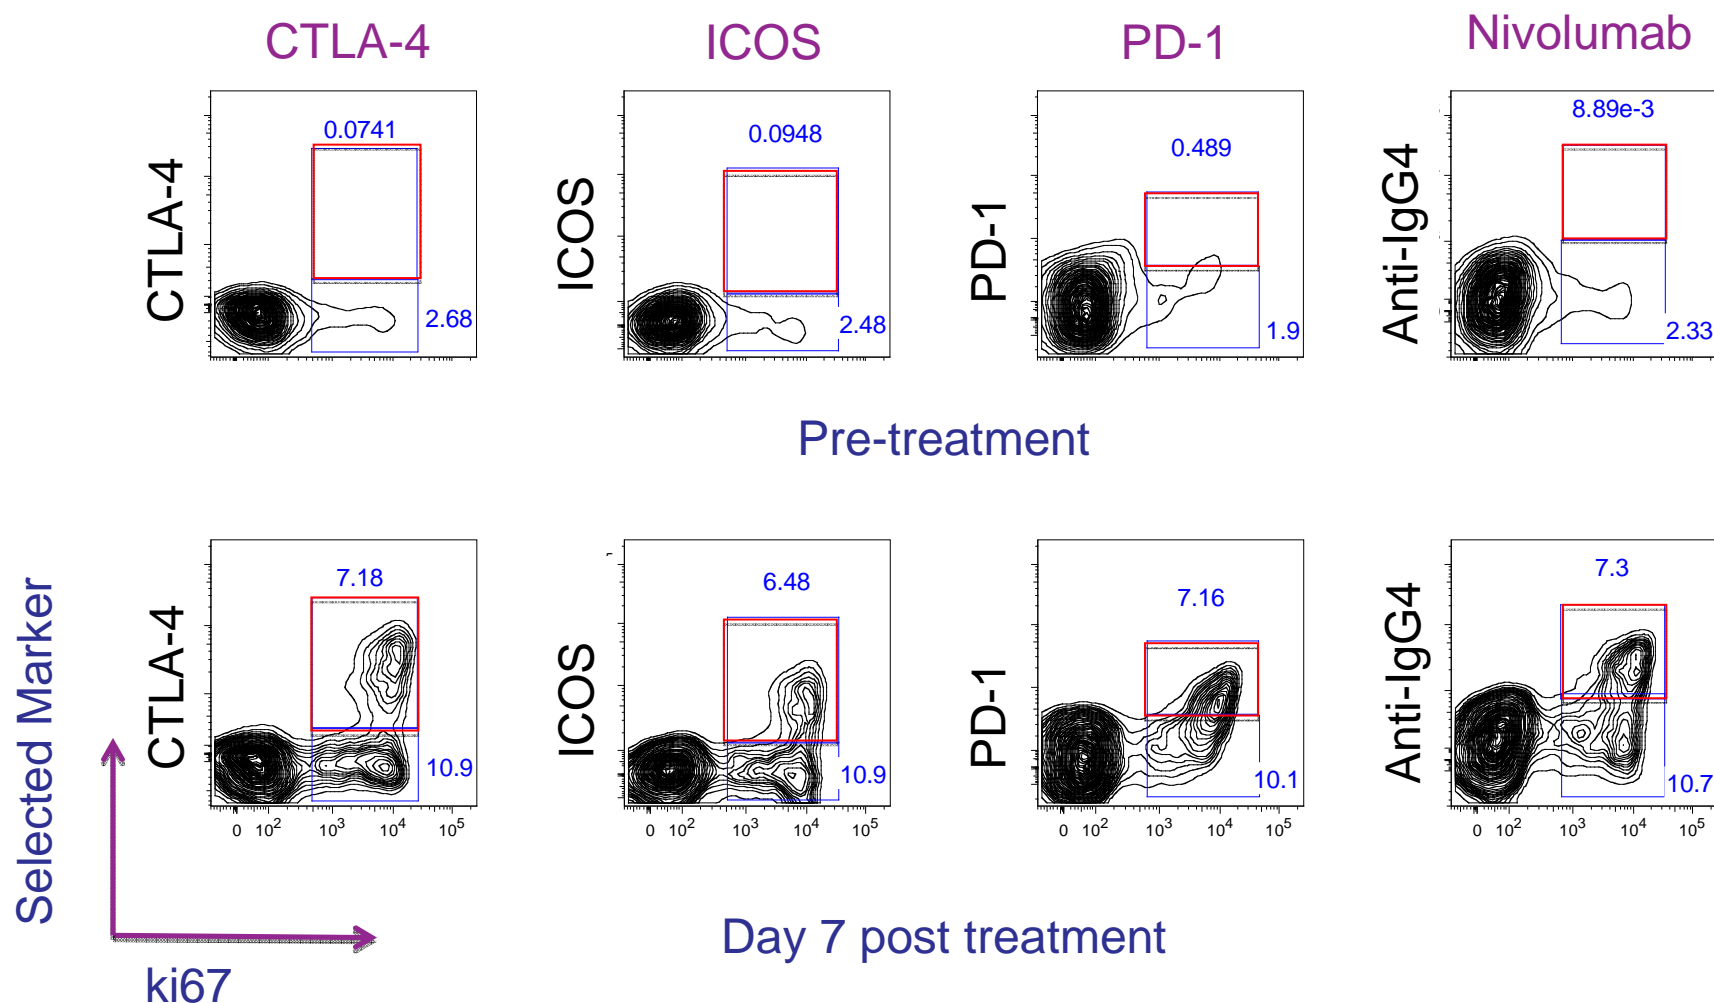 CTLA-4 ICOS PD-1 Nivolumab
CTLA-4 0.0741 2.68
ICOS 0.0948 2.48
PD-1 0.489 1.9
Anti-IgG4 8.89e-3 2.33
Pre-treatment
Selected Marker
CTLA-4 7.18 10.9
0 10² 10³ 10⁴ 10⁵
ICOS 6.48 10.9
0 10² 10³ 10⁴ 10⁵
PD-1 7.16 10.1
0 10² 10³ 10⁴ 10⁵
Anti-IgG4 7.3 10.7
0 10² 10³ 10⁴ 10⁵
ki67
Day 7 post treatment